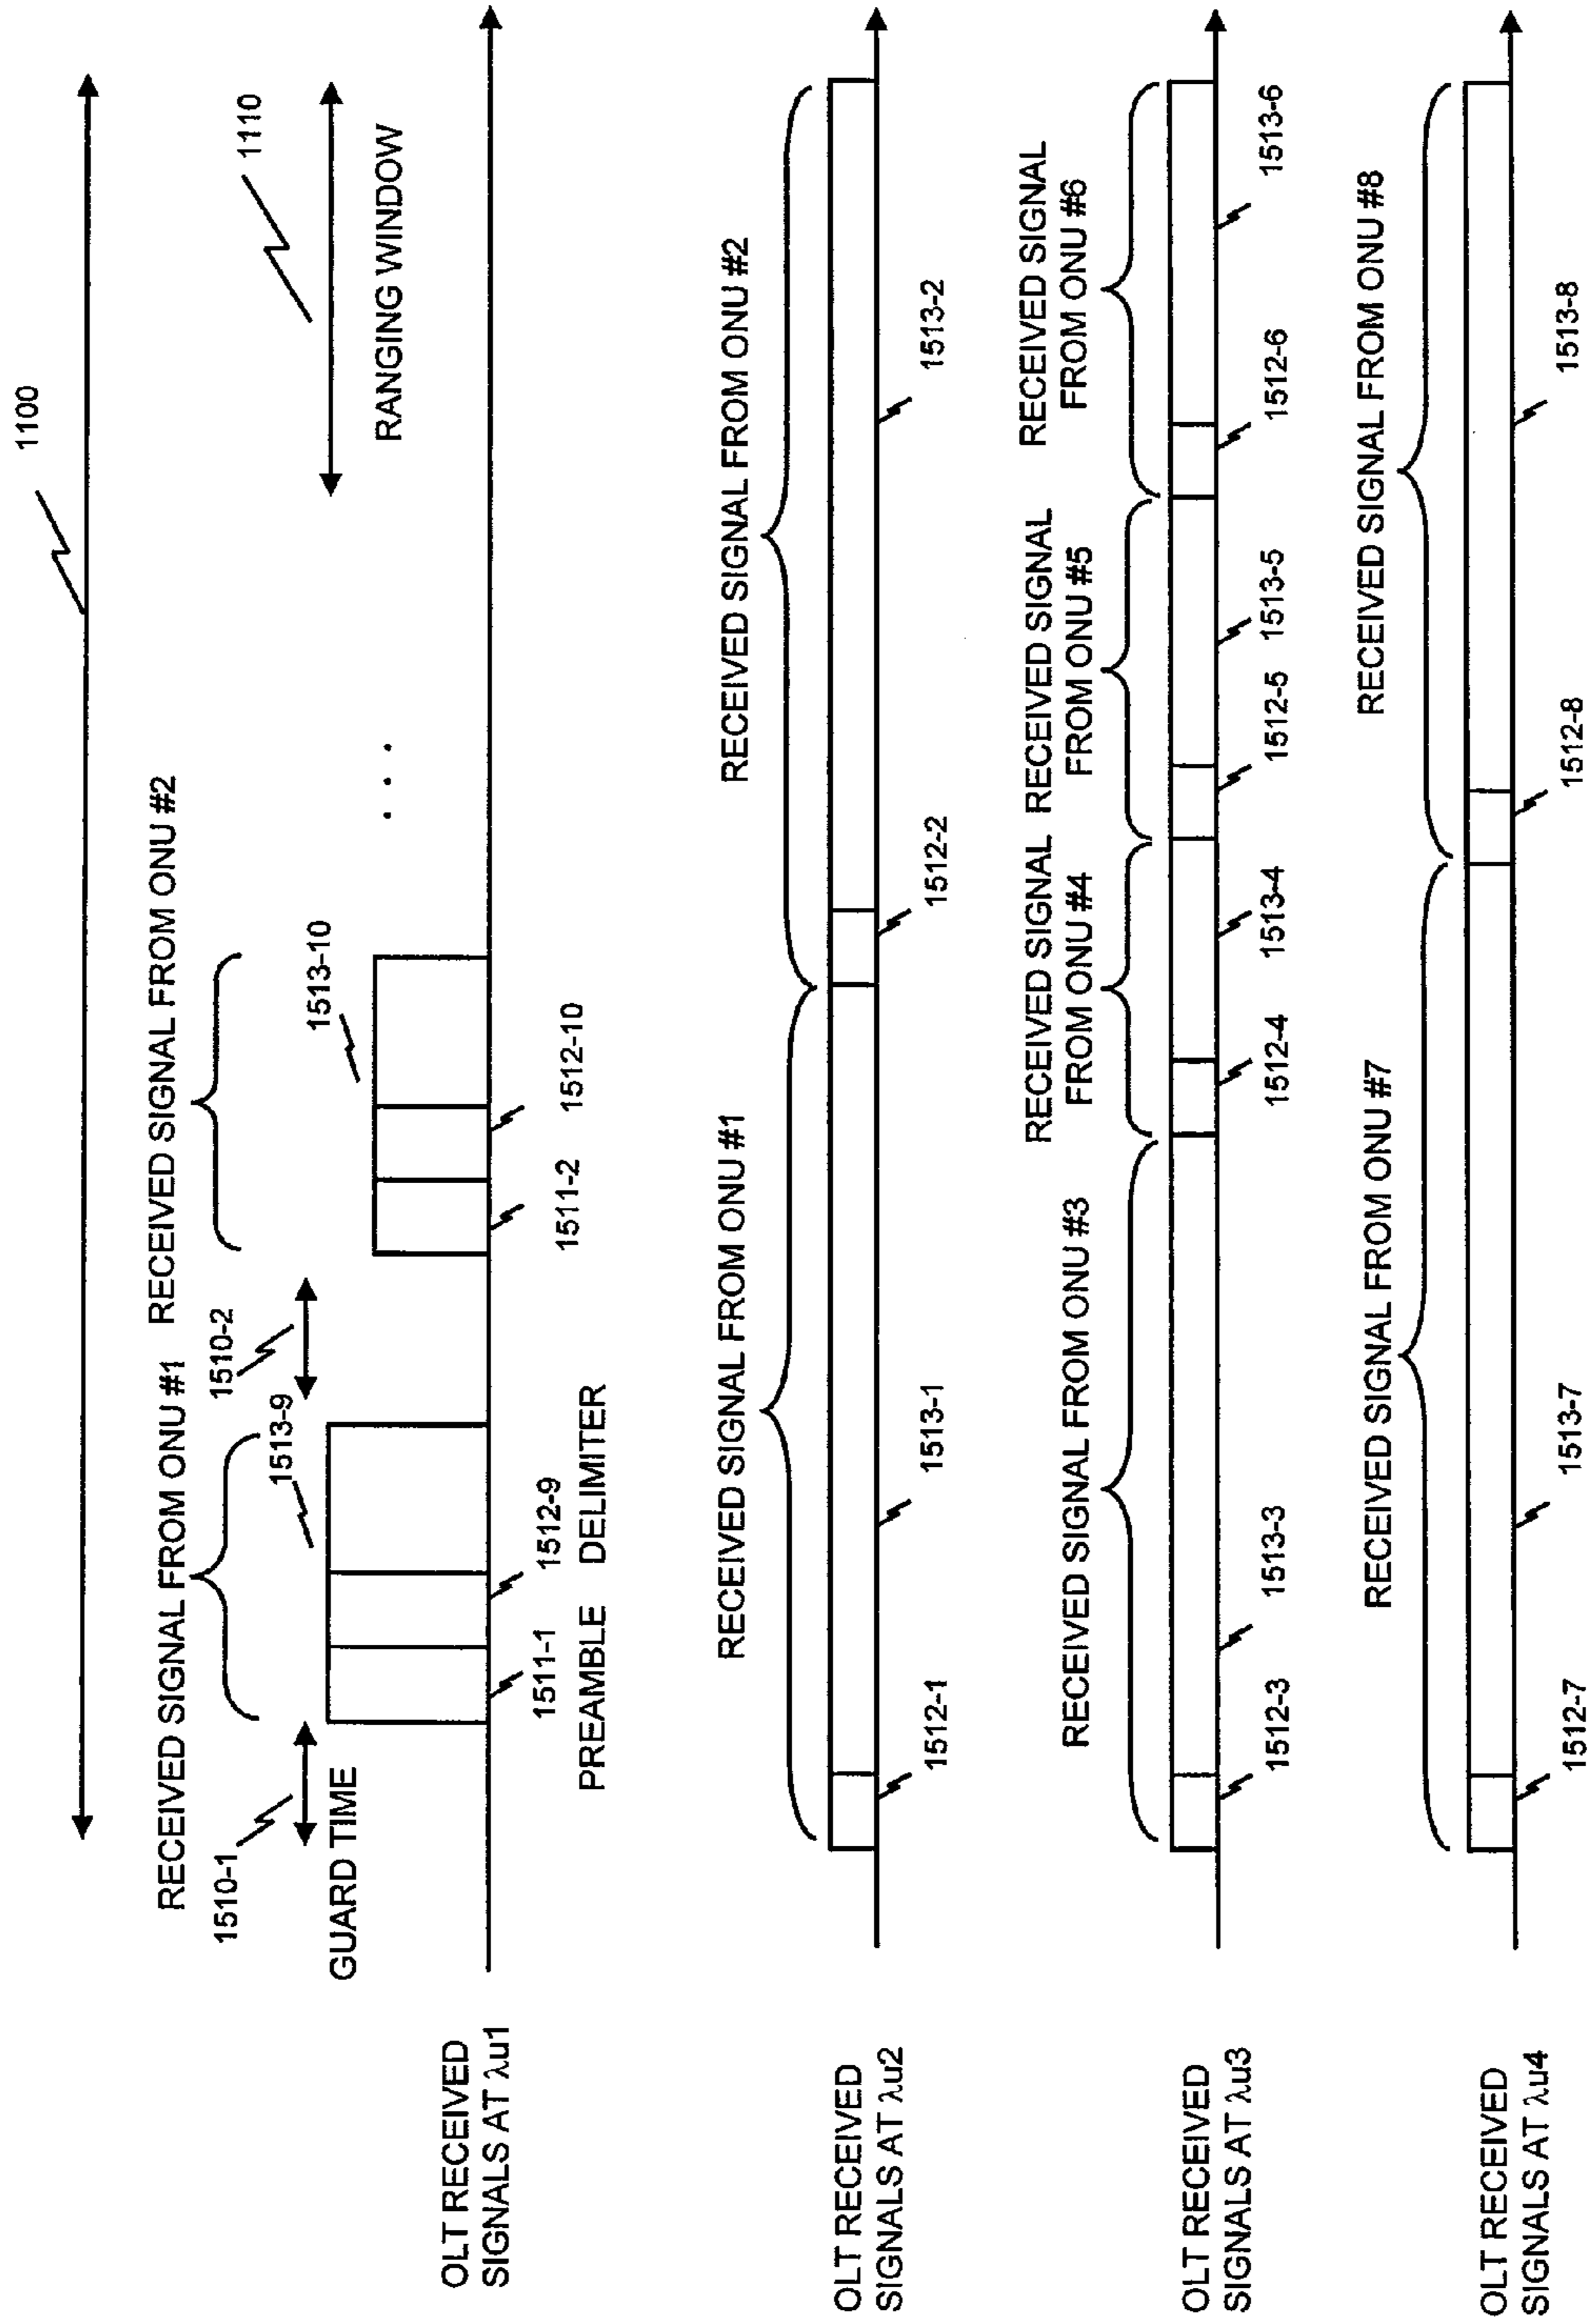 1100
1110
RANGING WINDOW
RECEIVED SIGNAL FROM ONU #1
RECEIVED SIGNAL FROM ONU #2
1510-1
1513-9
1510-2
1513-10
GUARD TIME
. . .
1511-1
1512-9
1511-2
1512-10
PREAMBLE DELIMITER
OLT RECEIVED
SIGNALS AT λu1
RECEIVED SIGNAL FROM ONU #1
RECEIVED SIGNAL FROM ONU #2
1512-1
1513-1
1512-2
1513-2
OLT RECEIVED
SIGNALS AT λu2
RECEIVED SIGNAL FROM ONU #3
RECEIVED SIGNAL
FROM ONU #4
RECEIVED SIGNAL
FROM ONU #5
RECEIVED SIGNAL
FROM ONU #6
1512-3
1513-3
1512-4
1513-4
1512-5
1513-5
1512-6
1513-6
OLT RECEIVED
SIGNALS AT λu3
RECEIVED SIGNAL FROM ONU #7
RECEIVED SIGNAL FROM ONU #8
1512-7
1513-7
1512-8
1513-8
OLT RECEIVED
SIGNALS AT λu4